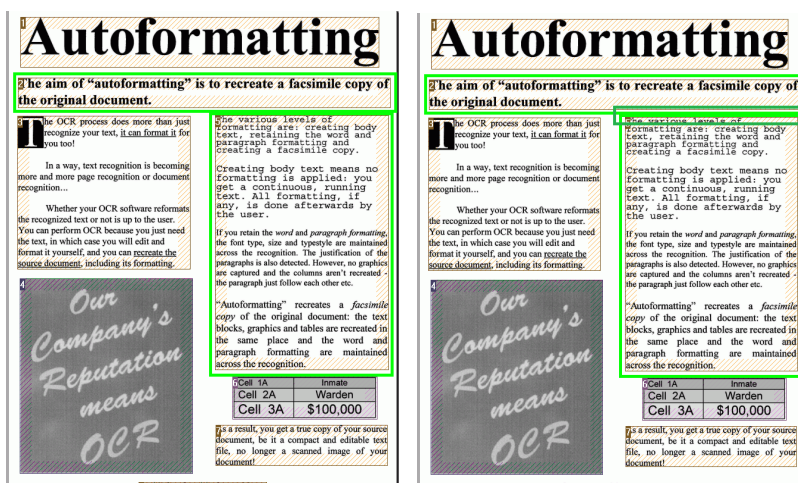 Autoformatting
The aim of “autoformatting” is to recreate a facsimile copy of
the original document.
The OCR process does more than just
recognize your text, it can format it for
you too!
In a way, text recognition is becoming
more and more page recognition or document
recognition...
Whether your OCR software reformats
the recognized text or not is up to the user.
You can perform OCR because you just need
the text, in which case you will edit and
format it yourself, and you can recreate the
source document, including its formatting.
Our
Company's
Reputation
means
OCR
The various levels of
formatting are: creating body
text, retaining the word and
paragraph formatting and
creating a facsimile copy.
Creating body text means no
formatting is applied: you
get a continuous, running
text. All formatting, if
any, is done afterwards by
the user.
If you retain the word and paragraph formatting,
the font type, size and typestyle are maintained
across the recognition. The justification of the
paragraphs is also detected. However, no graphics
are captured and the columns aren't recreated -
the paragraph just follow each other etc.
“Autoformatting” recreates a facsimile
copy of the original document: the text
blocks, graphics and tables are recreated in
the same place and the word and
paragraph formatting are maintained
across the recognition.
Cell 1A Inmate
Cell 2A Warden
Cell 3A $100,000
As a result, you get a true copy of your source
document, be it a compact and editable text
file, no longer a scanned image of your
document!
Autoformatting
The aim of “autoformatting” is to recreate a facsimile copy of
the original document.
The OCR process does more than just
recognize your text, it can format it for
you too!
In a way, text recognition is becoming
more and more page recognition or document
recognition...
Whether your OCR software reformats
the recognized text or not is up to the user.
You can perform OCR because you just need
the text, in which case you will edit and
format it yourself, and you can recreate the
source document, including its formatting.
Our
Company's
Reputation
means
OCR
The various levels of
formatting are: creating body
text, retaining the word and
paragraph formatting and
creating a facsimile copy.
Creating body text means no
formatting is applied: you
get a continuous, running
text. All formatting, if
any, is done afterwards by
the user.
If you retain the word and paragraph formatting,
the font type, size and typestyle are maintained
across the recognition. The justification of the
paragraphs is also detected. However, no graphics
are captured and the columns aren't recreated -
the paragraph just follow each other etc.
“Autoformatting” recreates a facsimile
copy of the original document: the text
blocks, graphics and tables are recreated in
the same place and the word and
paragraph formatting are maintained
across the recognition.
Cell 1A Inmate
Cell 2A Warden
Cell 3A $100,000
As a result, you get a true copy of your source
document, be it a compact and editable text
file, no longer a scanned image of your
document!